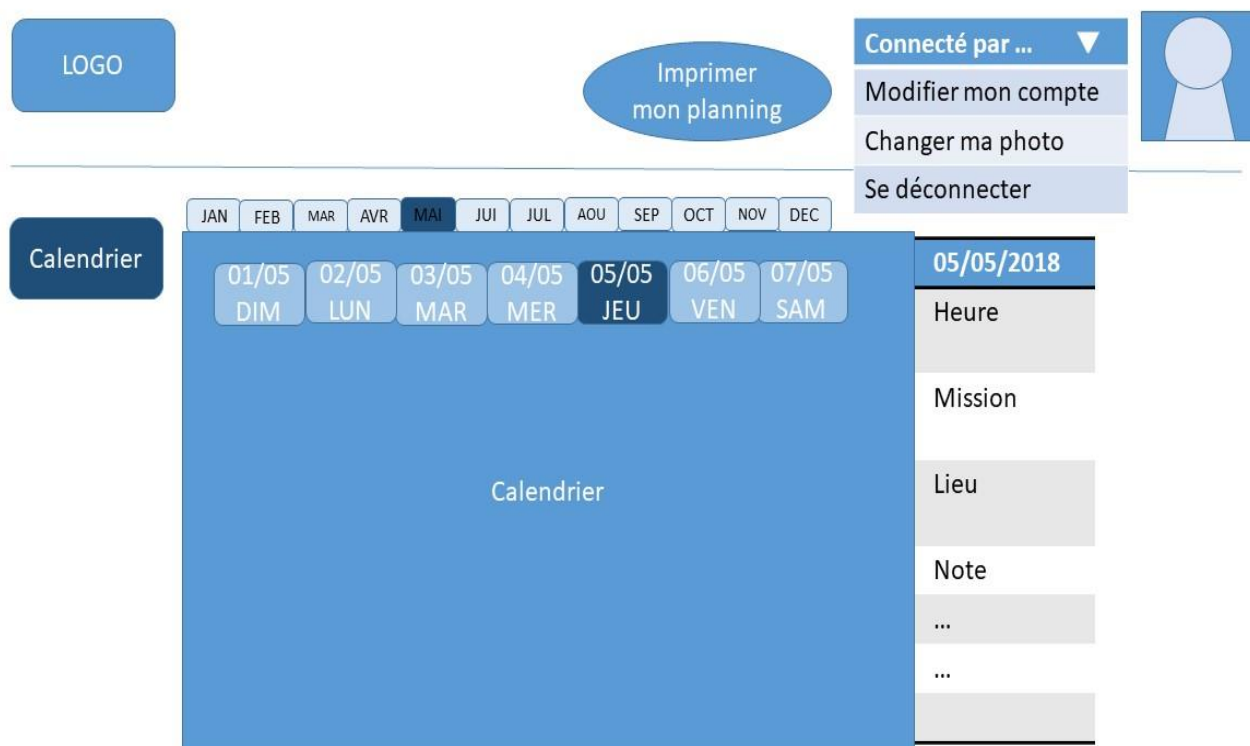 LOGO
Imprimer
mon planning
Connecté par ... ▼
Modifier mon compte
Changer ma photo
Se déconnecter
Calendrier
JAN FEB MAR AVR MAI JUI JUL AOU SEP OCT NOV DEC
01/05 02/05 03/05 04/05 05/05 06/05 07/05
DIM LUN MAR MER JEU VEN SAM
Calendrier
05/05/2018
Heure
Mission
Lieu
Note
...
...